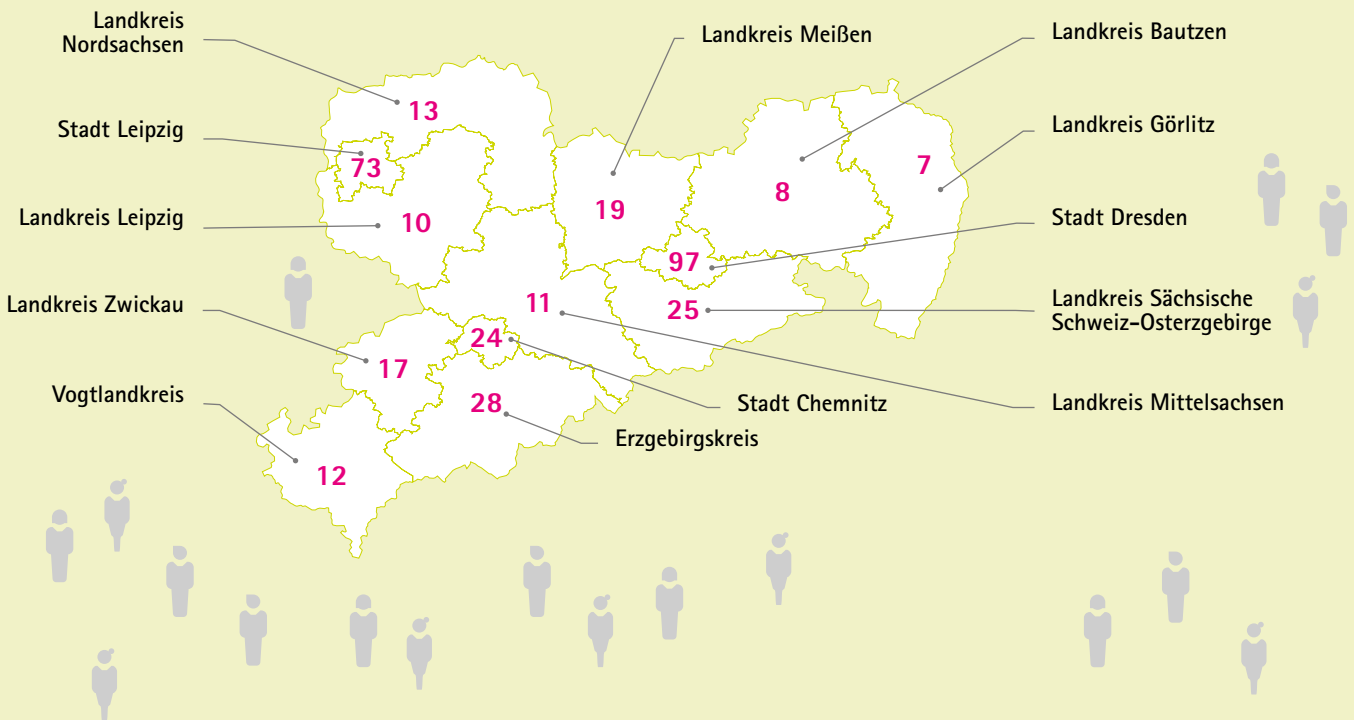 Landkreis
Nordsachsen
Landkreis Meißen
Landkreis Bautzen
13
Stadt Leipzig
Landkreis Görlitz
73
7
8
19
10
Landkreis Leipzig
Stadt Dresden
97
Landkreis Zwickau
11
25
Landkreis Sächsische
Schweiz-Osterzgebirge
24
17
Vogtlandkreis
28
Stadt Chemnitz
Landkreis Mittelsachsen
Erzgebirgskreis
12